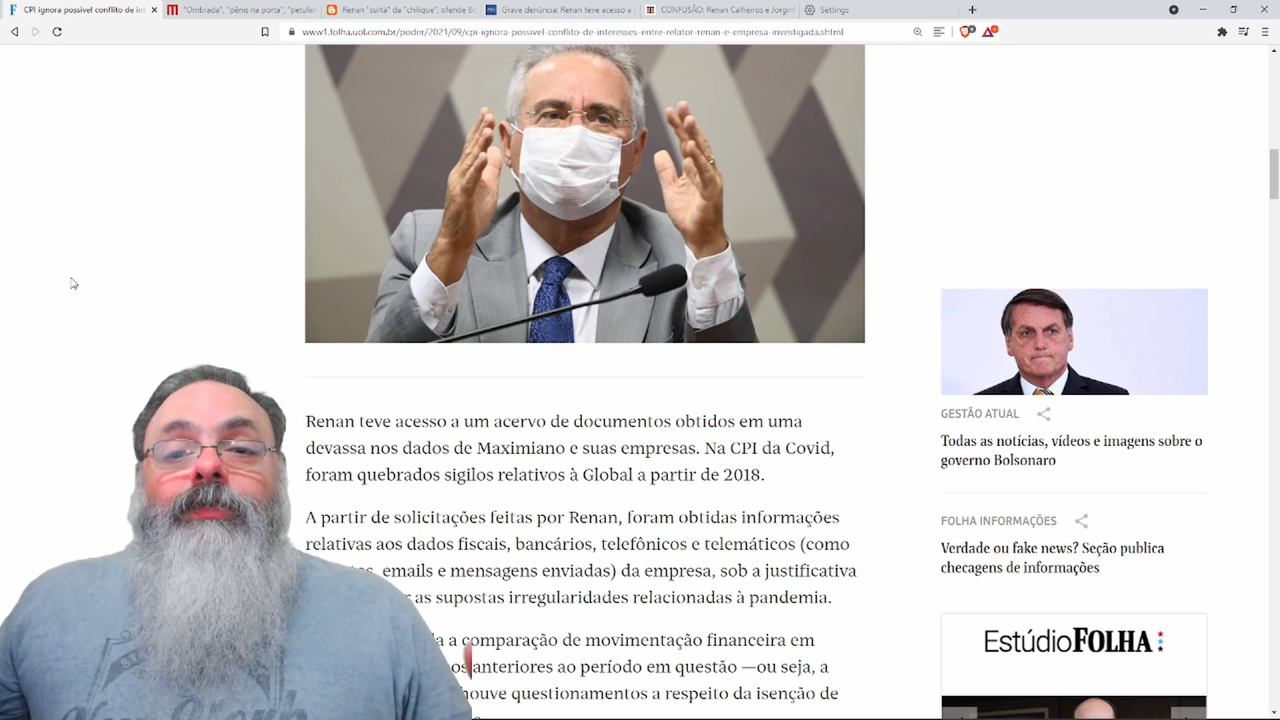 CPI ignora possível conflito de in
"Ombrada", "pênis na porta", "petulan
Renan "surta" da "chilique", ofende Bo
Grave denúncia: Renan teve acesso a
CONFUSÃO: Renan Calheiros e Jorginh
Settings
www1.folha.uol.com.br/poder/2021/09/cpi-ignora-possivel-conflito-de-interesses-entre-relator-renan-e-empresa-investigada.shtml
Renan teve acesso a um acervo de documentos obtidos em uma
devassa nos dados de Maximiano e suas empresas. Na CPI da Covid,
foram quebrados sigilos relativos à Global a partir de 2018.
A partir de solicitações feitas por Renan, foram obtidas informações
relativas aos dados fiscais, bancários, telefônicos e telemáticos (como
emails e mensagens enviadas) da empresa, sob a justificativa
as supostas irregularidades relacionadas à pandemia.
a comparação de movimentação financeira em
anteriores ao período em questão —ou seja, a
houve questionamentos a respeito da isenção de
GESTÃO ATUAL
Todas as notícias, vídeos e imagens sobre o
governo Bolsonaro
FOLHA INFORMAÇÕES
Verdade ou fake news? Seção publica
checagens de informações
EstúdioFOLHA